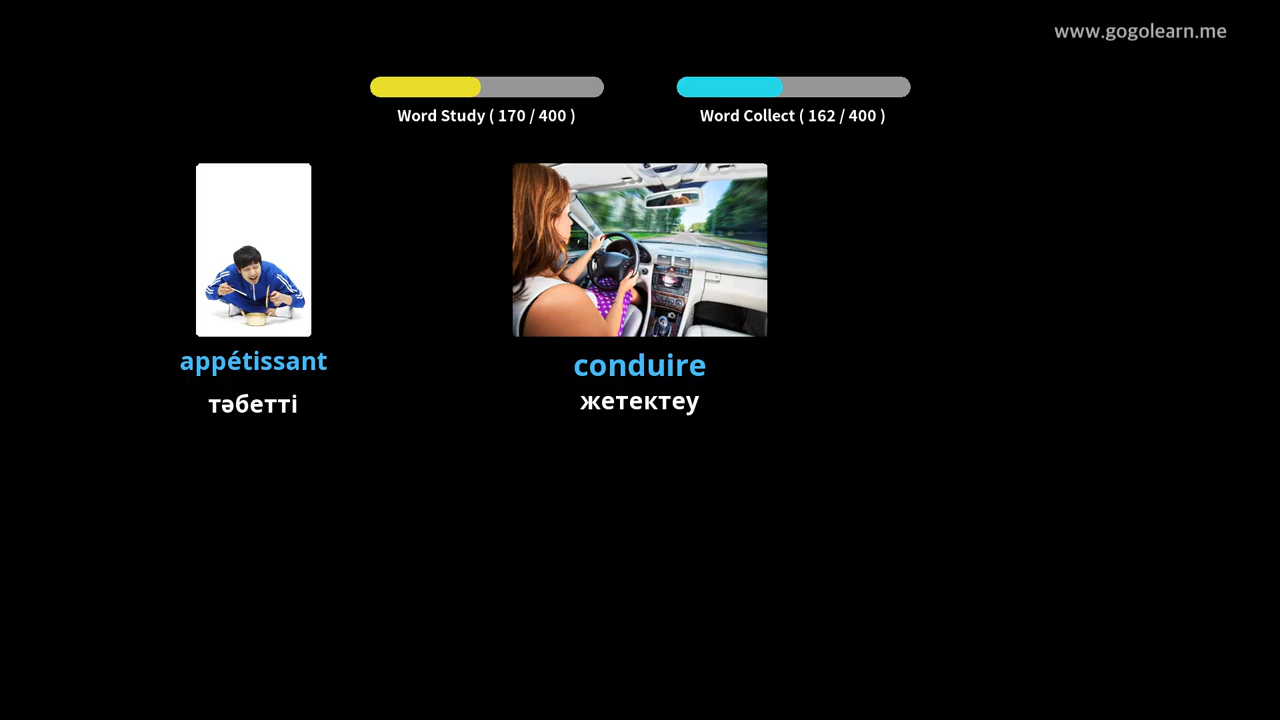 www.gogolearn.me
Word Study ( 170 / 400 )
Word Collect ( 162 / 400 )
appétissant
тәбетті
conduire
жетектеу